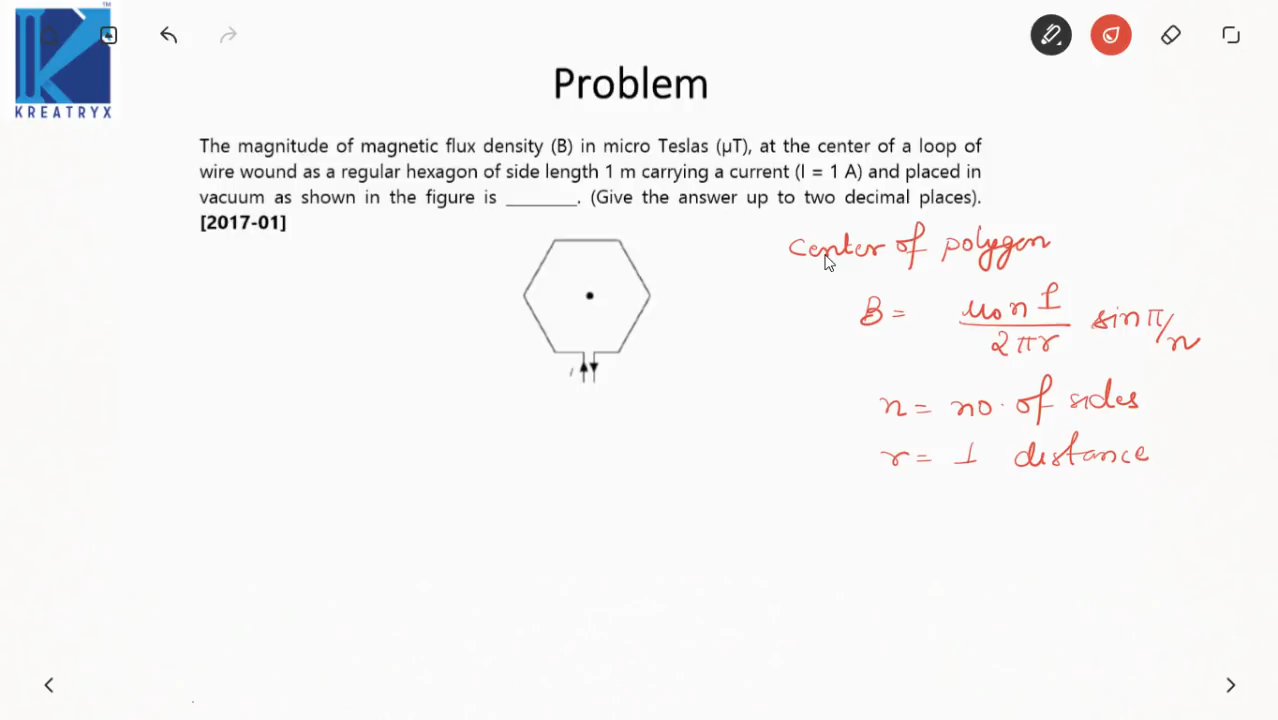 ™
KREATRYX
Problem
The magnitude of magnetic flux density (B) in micro Teslas (μT), at the center of a loop of
wire wound as a regular hexagon of side length 1 m carrying a current (I = 1 A) and placed in
vacuum as shown in the figure is _______. (Give the answer up to two decimal places).
[2017-01]
center of polygon
B = μ₀ n I / 2πr sin π/n
n = no. of sides
r = ⊥ distance